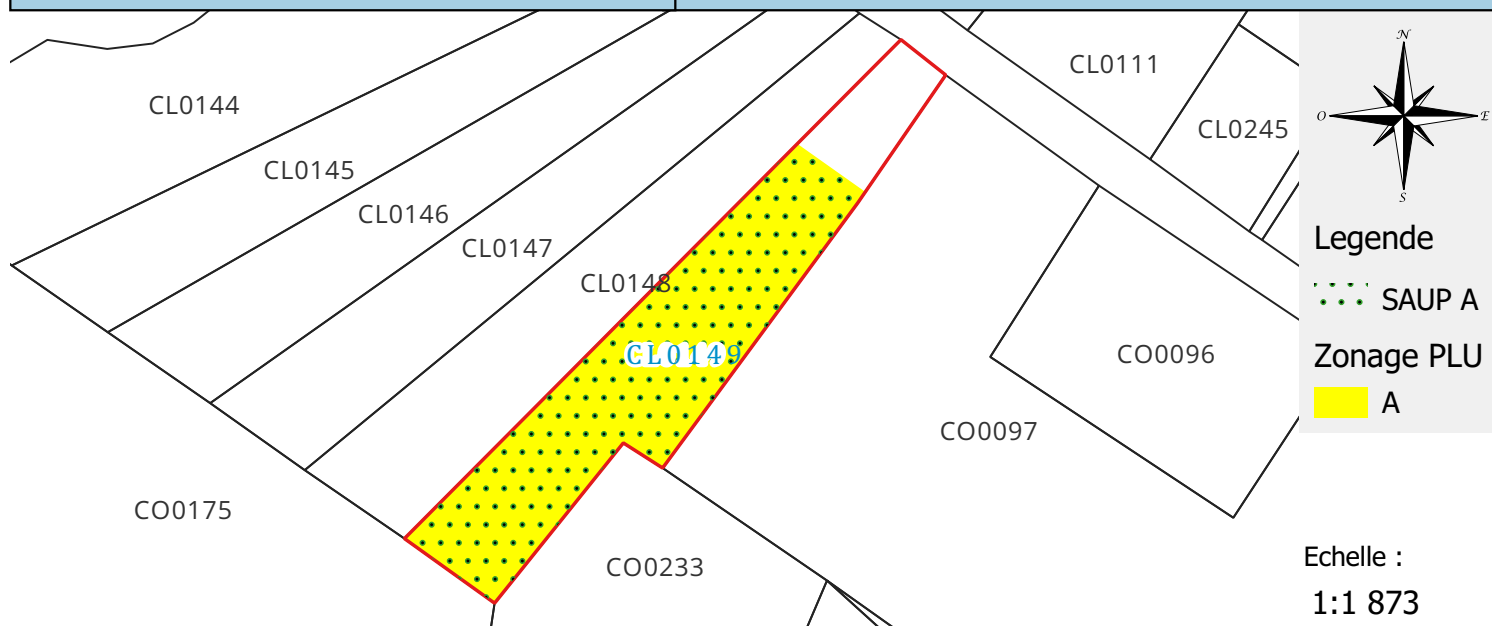 N
CL0111
CL0144
O
E
CL0245
CL0145
CL0146
S
Legende
CL0147
CL0148
SAUP A
CL0149
CO0096
Zonage PLU
A
CO0097
CO0175
Echelle :
CO0233
1:1 873